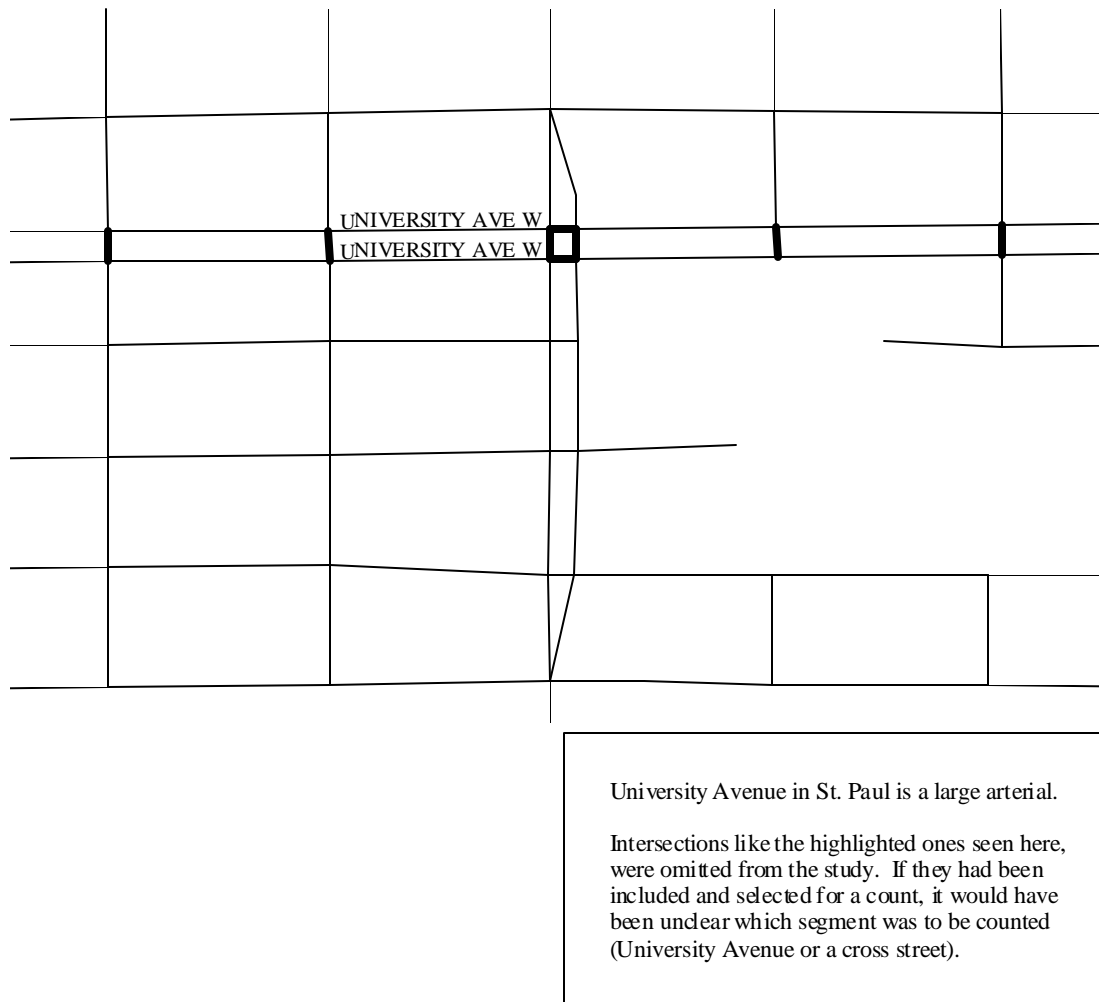 UNIVERSITY AVE W
UNIVERSITY AVE W
University Avenue in St. Paul is a large arterial.
Intersections like the highlighted ones seen here,
were omitted from the study.  If they had been
included and selected for a count, it would have
been unclear which segment was to be counted
(University Avenue or a cross street).